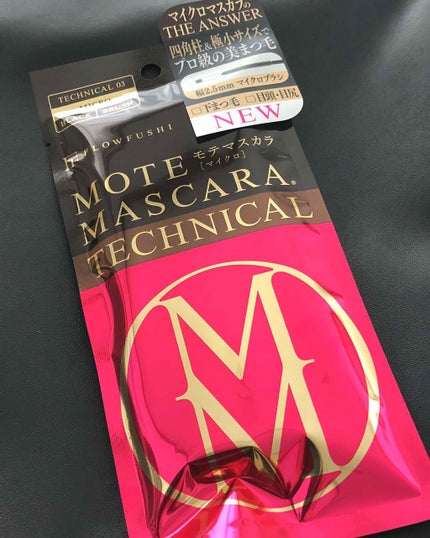 マイクロマスカラの
THE ANSWER
四角柱&極小サイズで
プロ級の美まつ毛
幅2.5mm マイクロブラシ
□下まつ毛 □目頭・目尻
NEW
TECHNICAL 03
MICRO
BLACK BRUSH
FLOWFUSHI
MOTE モテマスカラ
[マイクロ]
MASCARA®
TECHNICAL
M
M